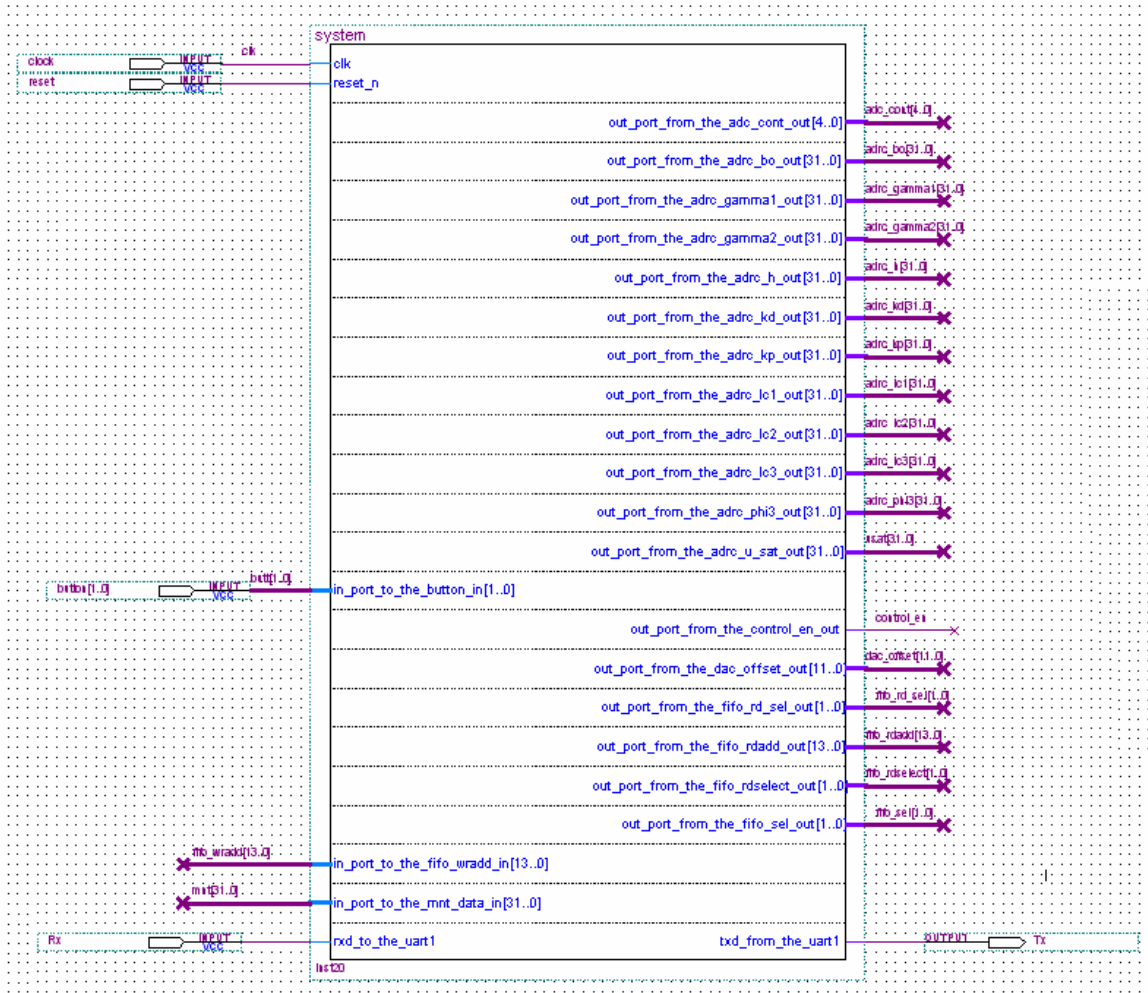 system
clk
clock INPUT VCC clk
reset INPUT VCC reset_n
out_port_from_the_adc_cont_out[4..0] adc_cont[4..0]
out_port_from_the_adrc_bo_out[31..0] adrc_bo[31..0]
out_port_from_the_adrc_gamma1_out[31..0] adrc_gamma1[31..0]
out_port_from_the_adrc_gamma2_out[31..0] adrc_gamma2[31..0]
out_port_from_the_adrc_h_out[31..0] adrc_h[31..0]
out_port_from_the_adrc_kd_out[31..0] adrc_kd[31..0]
out_port_from_the_adrc_kp_out[31..0] adrc_kp[31..0]
out_port_from_the_adrc_lc1_out[31..0] adrc_lc1[31..0]
out_port_from_the_adrc_lc2_out[31..0] adrc_lc2[31..0]
out_port_from_the_adrc_lc3_out[31..0] adrc_lc3[31..0]
out_port_from_the_adrc_phi3_out[31..0] adrc_phi3[31..0]
out_port_from_the_adrc_u_sat_out[31..0] usat[31..0]
button[1..0] INPUT VCC butt[1..0] in_port_to_the_button_in[1..0]
out_port_from_the_control_en_out control_en
out_port_from_the_dac_offset_out[11..0] dac_offset[11..0]
out_port_from_the_fifo_rd_sel_out[1..0] fifo_rd_sel[1..0]
out_port_from_the_fifo_rdadd_out[13..0] fifo_rdadd[13..0]
out_port_from_the_fifo_rdselect_out[1..0] fifo_rdselect[1..0]
out_port_from_the_fifo_sel_out[1..0] fifo_sel[1..0]
fifo_wradd[13..0] in_port_to_the_fifo_wradd_in[13..0]
mnt[31..0] in_port_to_the_mnt_data_in[31..0]
Rx INPUT VCC rxd_to_the_uart1 txd_from_the_uart1 OUTPUT Tx
inst20